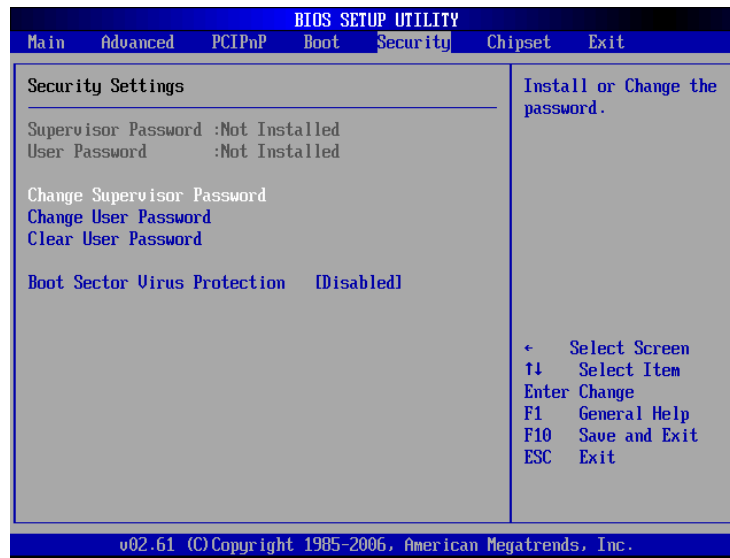 BIOS SETUP UTILITY
Main Advanced PCIPnP Boot Security Chipset Exit
Security Settings
Supervisor Password :Not Installed
User Password :Not Installed
Change Supervisor Password
Change User Password
Clear User Password
Boot Sector Virus Protection [Disabled]
Install or Change the
password.
← Select Screen
↑↓ Select Item
Enter Change
F1 General Help
F10 Save and Exit
ESC Exit
v02.61 (C)Copyright 1985-2006, American Megatrends, Inc.